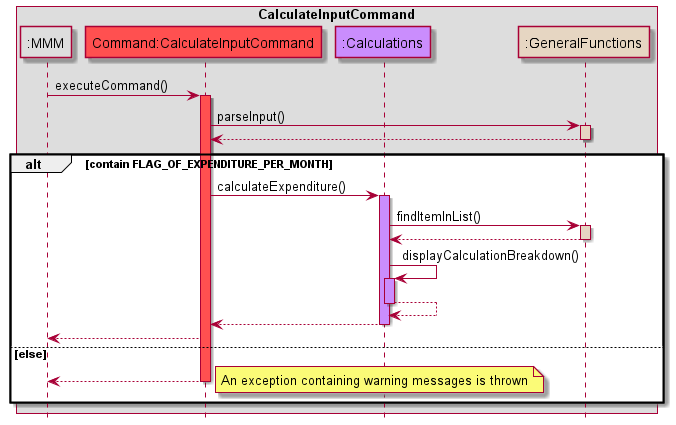 CalculateInputCommand
:MMM
Command:CalculateInputCommand
:Calculations
:GeneralFunctions
executeCommand()
parseInput()
alt
[contain FLAG_OF_EXPENDITURE_PER_MONTH]
calculateExpenditure()
findItemInList()
displayCalculationBreakdown()
[else]
An exception containing warning messages is thrown